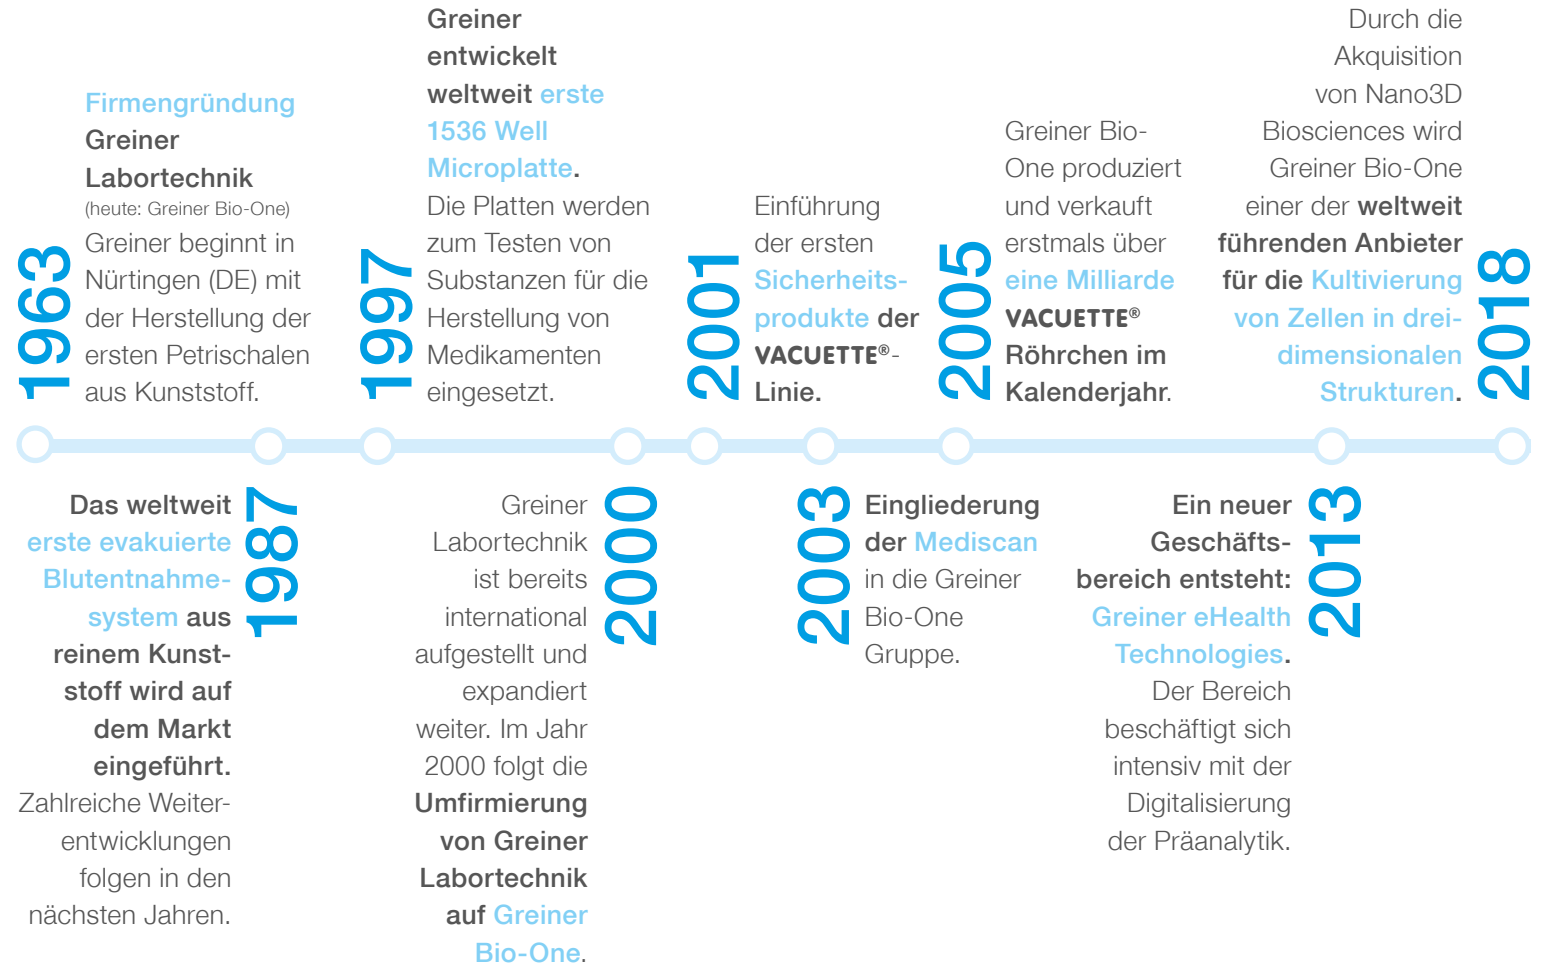 1963
Firmengründung
Greiner
Labortechnik
(heute: Greiner Bio-One)
Greiner beginnt in
Nürtingen (DE) mit
der Herstellung der
ersten Petrischalen
aus Kunststoff.
1987
Das weltweit
erste evakuierte
Blutentnahme-
system aus
reinem Kunst-
stoff wird auf
dem Markt
eingeführt.
Zahlreiche Weiter-
entwicklungen
folgen in den
nächsten Jahren.
1997
Greiner
entwickelt
weltweit erste
1536 Well
Microplatte.
Die Platten werden
zum Testen von
Substanzen für die
Herstellung von
Medikamenten
eingesetzt.
2000
Greiner
Labortechnik
ist bereits
international
aufgestellt und
expandiert
weiter. Im Jahr
2000 folgt die
Umfirmierung
von Greiner
Labortechnik
auf Greiner
Bio-One.
2001
Einführung
der ersten
Sicherheits-
produkte der
VACUETTE®-
Linie.
2003
Eingliederung
der Mediscan
in die Greiner
Bio-One
Gruppe.
2005
Greiner Bio-
One produziert
und verkauft
erstmals über
eine Milliarde
VACUETTE®
Röhrchen im
Kalenderjahr.
2013
Ein neuer
Geschäfts-
bereich entsteht:
Greiner eHealth
Technologies.
Der Bereich
beschäftigt sich
intensiv mit der
Digitalisierung
der Präanalytik.
2018
Durch die
Akquisition
von Nano3D
Biosciences wird
Greiner Bio-One
einer der weltweit
führenden Anbieter
für die Kultivierung
von Zellen in drei-
dimensionalen
Strukturen.